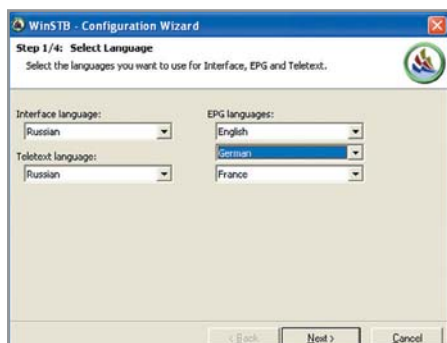 WinSTB - Configuration Wizard
Step 1/4: Select Language
Select the languages you want to use for Interface, EPG and Teletext.
Interface language:
Russian
Teletext language:
Russian
EPG languages:
English
German
France
< Back
Next >
Cancel